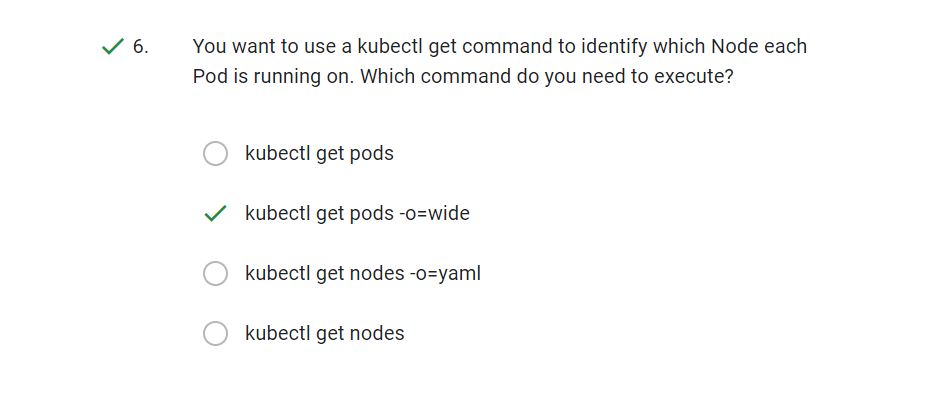 6. You want to use a kubectl get command to identify which Node each
Pod is running on. Which command do you need to execute?
kubectl get pods
kubectl get pods -o=wide
kubectl get nodes -o=yaml
kubectl get nodes